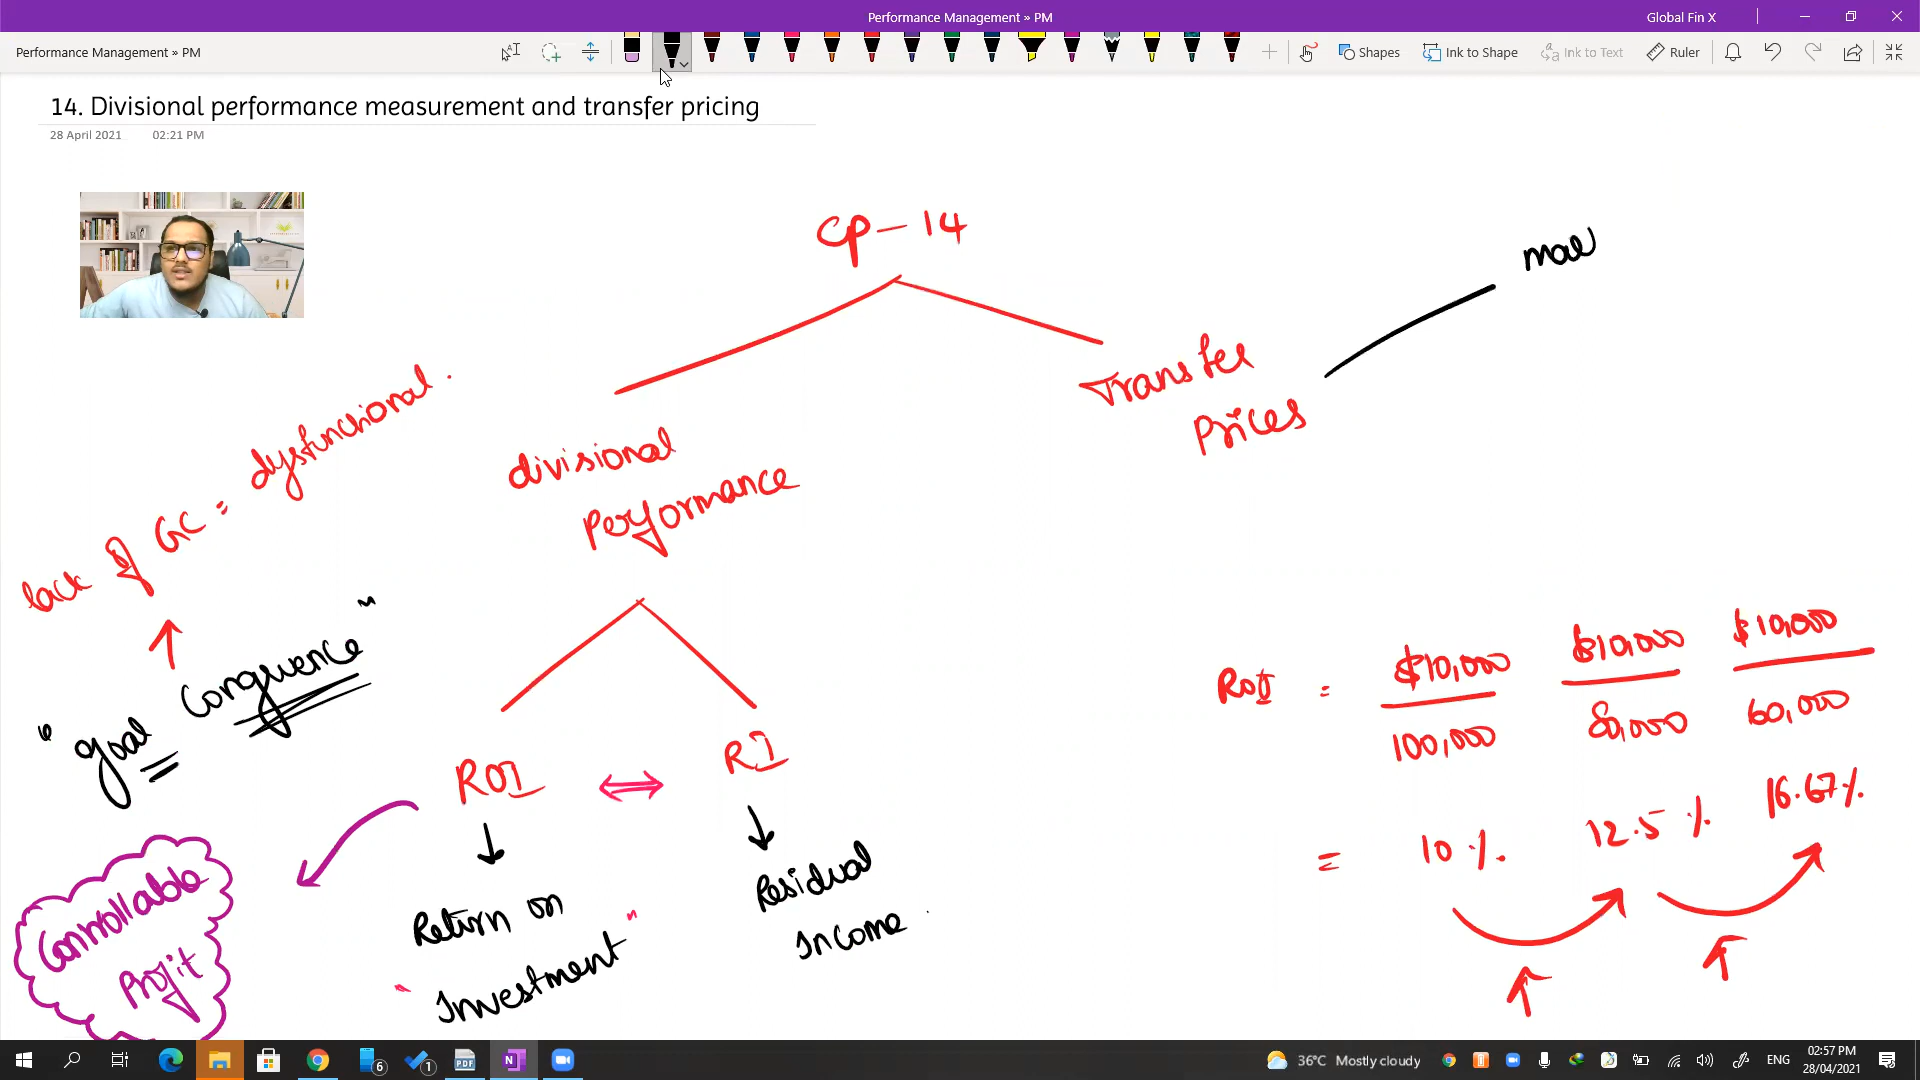 Performance Management » PM
Global Fin X
Performance Management » PM
Shapes
Ink to Shape
Ink to Text
Ruler
14. Divisional performance measurement and transfer pricing
28 April 2021 02:21 PM
CP-14
Transfer
Prices
divisional
Performance
lack of GC = dysfunctional.
"Goal Congruence"
ROI ⇔ RI
Return on
"Investment"
Residual
Income
Controllable
Profit
ROI = $10,000 $10,000 $10,000
100,000 80,000 60,000
= 10% 12.5% 16.67%
6
1
36°C Mostly cloudy
ENG
02:57 PM
28/04/2021